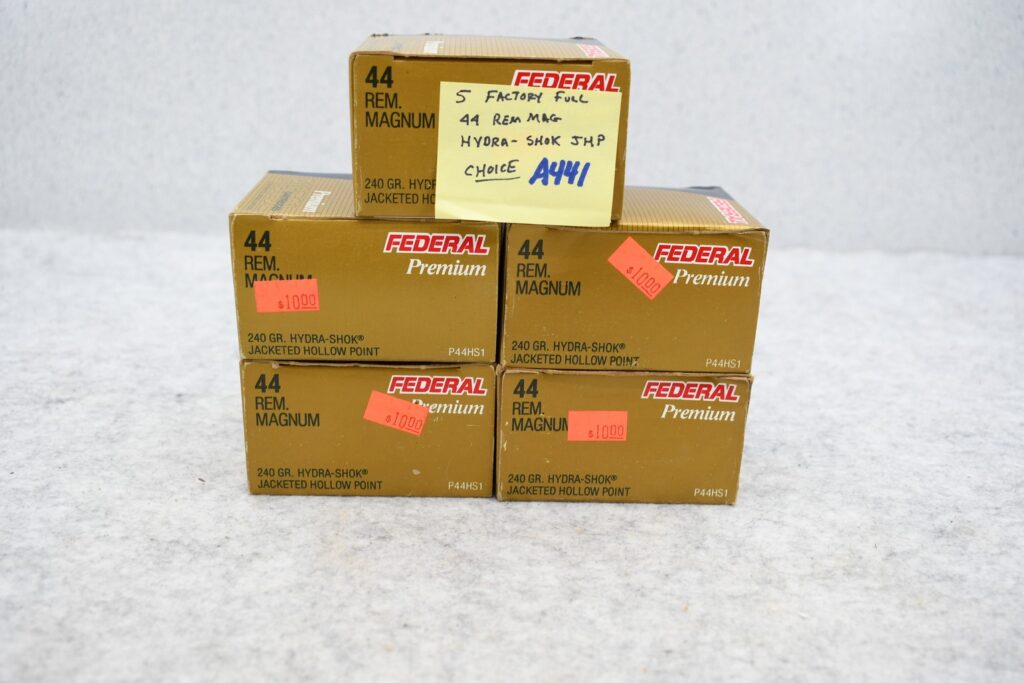 44
REM.
MAGNUM
FEDERAL
240 GR.
JACKETED
5 FACTORY FULL
44 REM MAG
HYDRA-SHOK JHP
CHOICE A441
Premium
44
REM.
MAGNUM
FEDERAL
Premium
$10.00
240 GR. HYDRA-SHOK®
JACKETED HOLLOW POINT
P44HS1
44
REM.
MAGNUM
FEDERAL
Premium
$10.00
240 GR. HYDRA-SHOK®
JACKETED HOLLOW POINT
P44HS1
44
REM.
MAGNUM
FEDERAL
Premium
$10.00
240 GR. HYDRA-SHOK®
JACKETED HOLLOW POINT
P44HS1
44
REM.
MAGNUM
FEDERAL
Premium
$10.00
240 GR. HYDRA-SHOK®
JACKETED HOLLOW POINT
P44HS1